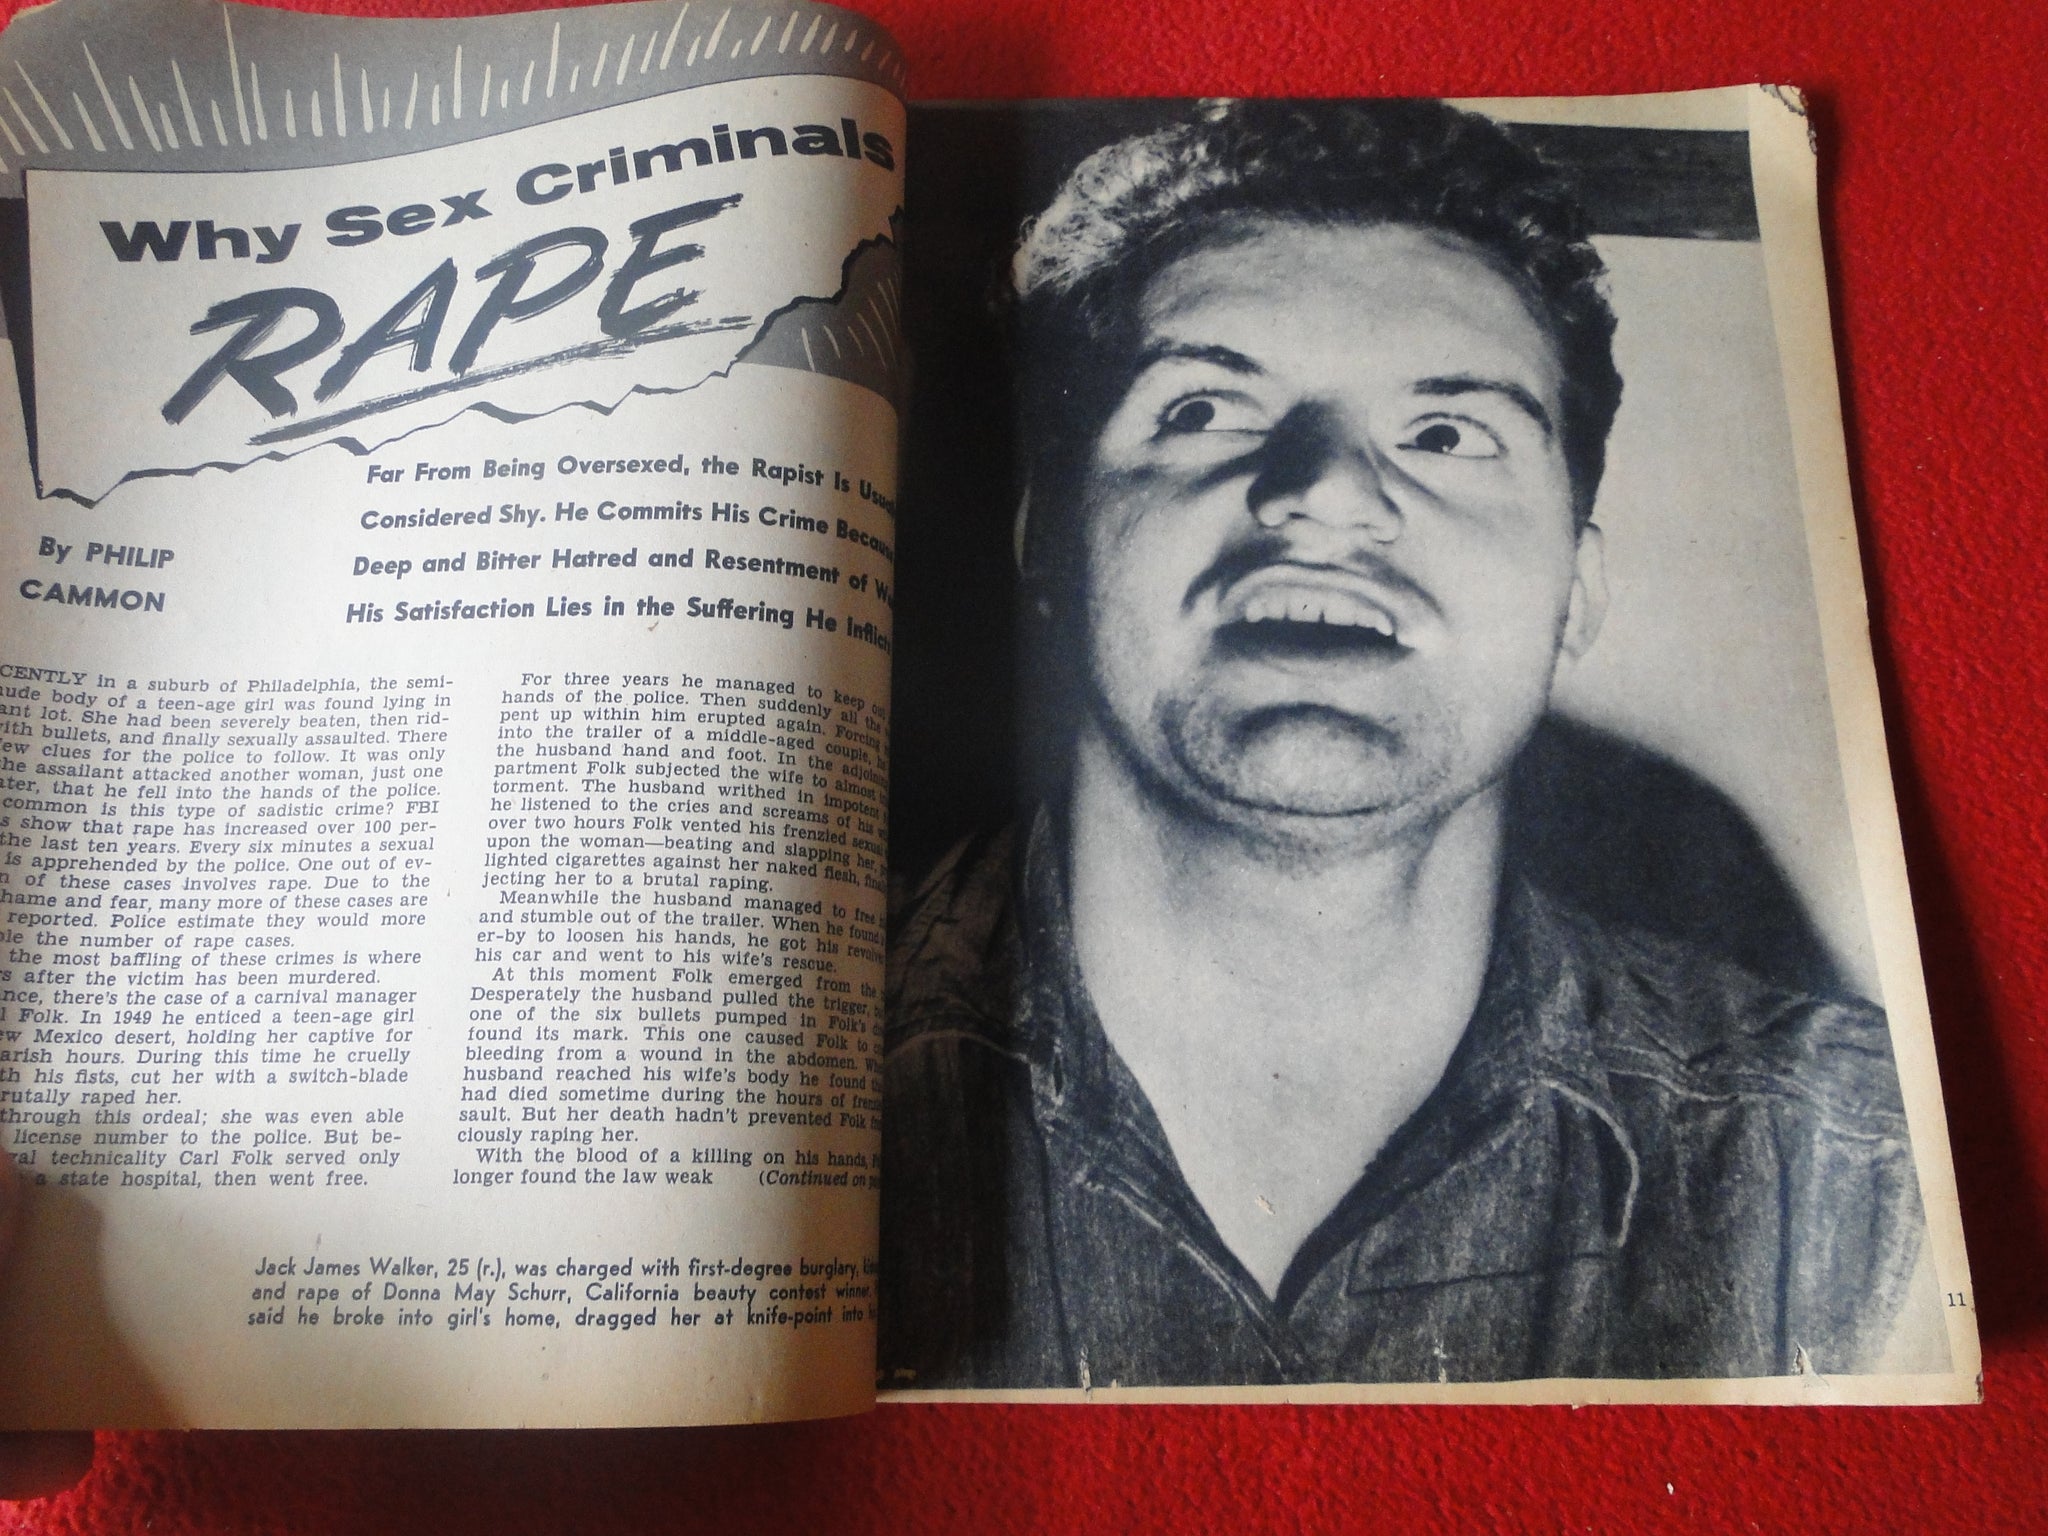 Why Sex Criminals
RAPE
Far From Being Oversexed, the Rapist Is
Considered Shy. He Commits His Crime
Deep and Bitter Hatred and Resentment of
His Satisfaction Lies in the Suffering He
By PHILIP
CAMMON
in a suburb of Philadelphia, the semi-
body of a teen-age girl was found lying in
lot. She had been severely beaten, then rid-
bullets, and finally sexually assaulted. There
clues for the police to follow. It was only
assailant attacked another woman, just one
that he fell into the hands of the police.
common is this type of sadistic crime? FBI
show that rape has increased over 100 per-
the last ten years. Every six minutes a sexual
is apprehended by the police. One out of ev-
of these cases involves rape. Due to the
and fear, many more of these cases are
reported. Police estimate they would more
the number of rape cases.
the most baffling of these crimes is where
after the victim has been murdered.
there's the case of a carnival manager
Folk. In 1949 he enticed a teen-age girl
Mexico desert, holding her captive for
hours. During this time he cruelly
his fists, cut her with a switch-blade
raped her.
through this ordeal; she was even able
license number to the police. But be-
technicality Carl Folk served only
a state hospital, then went free.
For three years he managed to keep
hands of the police. Then suddenly all the
pent up within him erupted again. Forcing
into the trailer of a middle-aged couple,
the husband hand and foot. In the
partment Folk subjected the wife to almost
torment. The husband writhed in impotent
he listened to the cries and screams of his
over two hours Folk vented his frenzied
upon the woman—beating and slapping her,
lighted cigarettes against her naked flesh,
jecting her to a brutal raping.
Meanwhile the husband managed to free
and stumble out of the trailer. When he found
er-by to loosen his hands, he got his
his car and went to his wife's rescue.
At this moment Folk emerged from the
Desperately the husband pulled the trigger,
one of the six bullets pumped in Folk's
found its mark. This one caused Folk to
bleeding from a wound in the abdomen.
husband reached his wife's body he found
had died sometime during the hours of
sault. But her death hadn't prevented Folk
ciously raping her.
With the blood of a killing on his hands,
longer found the law weak (Continued on
Jack James Walker, 25 (r.), was charged with first-degree burglary,
and rape of Donna May Schurr, California beauty contest winner.
said he broke into girl's home, dragged her at knife-point into
11